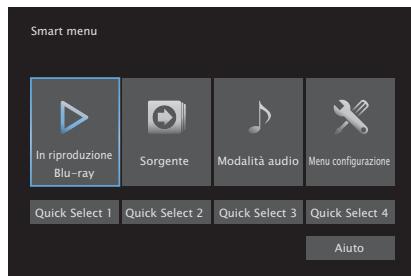 Smart menu
In riproduzione
Blu-ray
Sorgente
Modalità audio
Menu configurazione
Quick Select 1
Quick Select 2
Quick Select 3
Quick Select 4
Aiuto